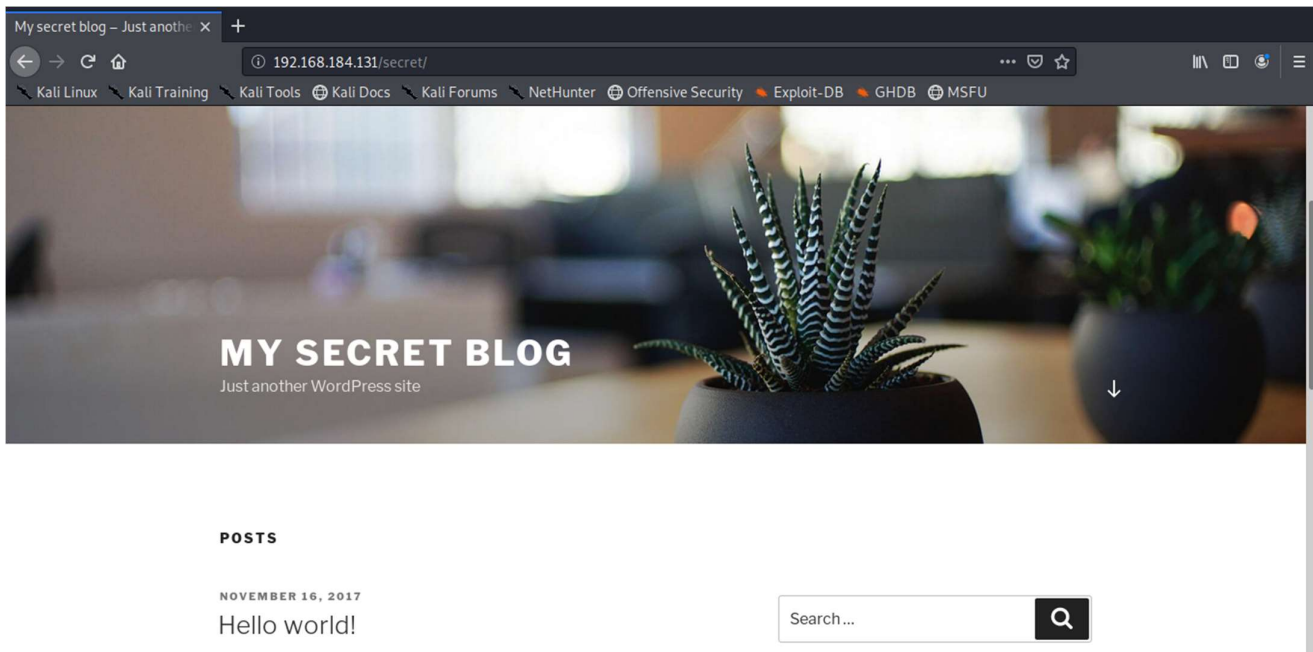 My secret blog – Just anothe
192.168.184.131/secret/
Kali Linux Kali Training Kali Tools Kali Docs Kali Forums NetHunter Offensive Security Exploit-DB GHDB MSFU
MY SECRET BLOG
Just another WordPress site
POSTS
NOVEMBER 16, 2017
Hello world!
Search ...